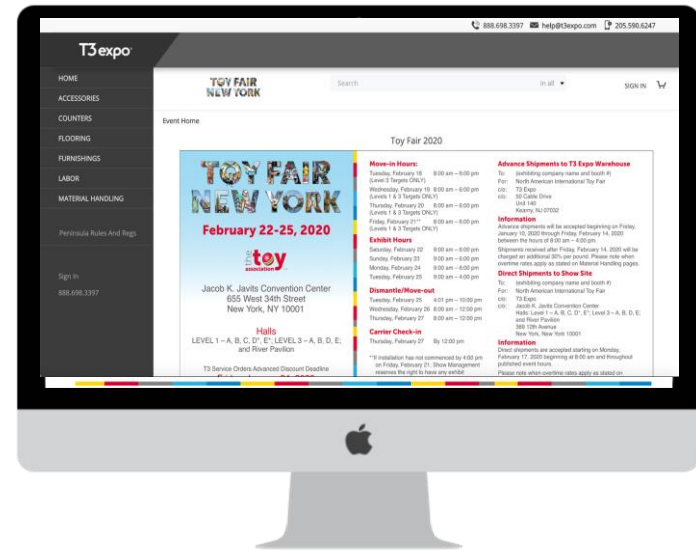 888.698.3397 help@t3expo.com 205.590.6247
T3 expo
HOME
ACCESSORIES
COUNTERS
FLOORING
FURNISHINGS
LABOR
MATERIAL HANDLING
Peninsula Rules And Regs
Sign In
888.698.3397
TOY FAIR
NEW YORK
Search
in all
SIGN IN
Event Home
Toy Fair 2020
TOY FAIR
NEW YORK
February 22-25, 2020
the toy
association
Jacob K. Javits Convention Center
655 West 34th Street
New York, NY 10001
Halls
LEVEL 1 – A, B, C, D*, E*; LEVEL 3 – A, B, D, E;
and River Pavilion
T3 Service Orders Advanced Discount Deadline
Move-in Hours:
Tuesday, February 18 8:00 am – 6:00 pm
(Level 2 Targets ONLY)
Wednesday, February 19 8:00 am – 6:00 pm
(Levels 1 & 3 Targets ONLY)
Thursday, February 20 8:00 am – 6:00 pm
(Levels 1 & 3 Targets ONLY)
Friday, February 21** 8:00 am – 6:00 pm
(Levels 1 & 3 Targets ONLY)
Exhibit Hours
Saturday, February 22 9:00 am – 6:00 pm
Sunday, February 23 9:00 am – 6:00 pm
Monday, February 24 9:00 am – 6:00 pm
Tuesday, February 25 9:00 am – 4:00 pm
Dismantle/Move-out
Tuesday, February 25 4:01 pm – 10:00 pm
Wednesday, February 26 8:00 am – 12:00 pm
Thursday, February 27 8:00 am – 12:00 pm
Carrier Check-in
Thursday, February 27 By 12:00 pm
**If installation has not commenced by 4:00 pm
on Friday, February 21, Show Management
reserves the right to have any exhibit
Advance Shipments to T3 Expo Warehouse
To: (exhibiting company name and booth #)
For: North American International Toy Fair
c/o: T3 Expo
c/o: 50 Cable Drive
Unit 140
Kearny, NJ 07032
Information
Advance shipments will be accepted beginning on Friday,
January 10, 2020 through Friday, February 14, 2020
between the hours of 8:00 am – 4:00 pm.
Shipments received after Friday, February 14, 2020 will be
charged an additional 30% per pound. Please note when
overtime rates apply as stated on Material Handling pages.
Direct Shipments to Show Site
To: (exhibiting company name and booth #)
For: North American International Toy Fair
c/o: T3 Expo
c/o: Jacob K. Javits Convention Center
Halls: Level 1 – A, B, C, D*, E*; Level 3 – A, B, D, E;
and River Pavilion
369 12th Avenue
New York, New York 10001
Information
Direct shipments are accepted starting on Monday,
February 17, 2020 beginning at 8:00 am and throughout
published event hours.
Please note when overtime rates apply as stated on